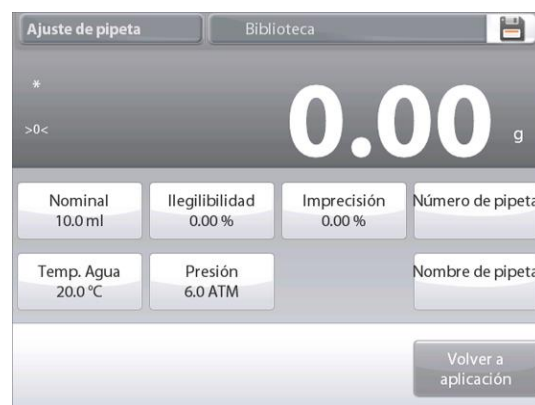 Ajuste de pipeta
Biblioteca
*
>0<
0.00 g
Nominal
10.0 ml
Ilegilibilidad
0.00 %
Imprecisión
0.00 %
Número de pipeta
Temp. Agua
20.0 °C
Presión
6.0 ATM
Nombre de pipeta
Volver a
aplicación